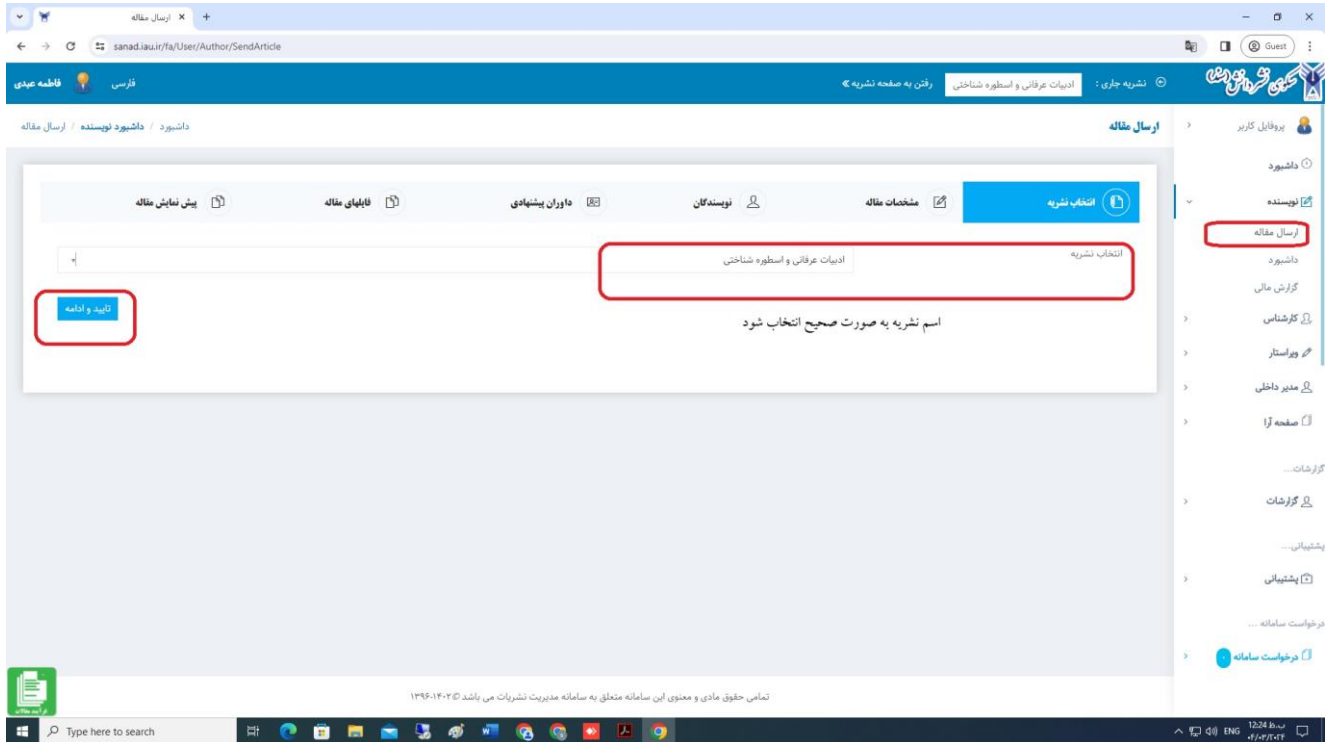 ارسال مقاله
sanad.iau.ir/fa/User/Author/SendArticle
Guest
نشریه جاری :
ادبیات عرفانی و اسطوره شناختی
رفتن به صفحه نشریه
فارسی
فاطمه عبدی
پروفایل کاربر
ارسال مقاله
داشبورد / داشبورد نویسنده / ارسال مقاله
داشبورد
نویسنده
ارسال مقاله
داشبورد
گزارش مالی
کارشناس
ویراستار
مدیر داخلی
صفحه آرا
گزارشات...
گزارشات
پشتیبانی...
پشتیبانی
درخواست سامانه ...
درخواست سامانه
انتخاب نشریه
مشخصات مقاله
نویسندگان
داوران پیشنهادی
فایلهای مقاله
پیش نمایش مقاله
انتخاب نشریه
ادبیات عرفانی و اسطوره شناختی
تایید و ادامه
اسم نشریه به صورت صحیح انتخاب شود
تمامی حقوق مادی و معنوی این سامانه متعلق به سامانه مدیریت نشریات می باشد © ۱۴۰۲-۱۳۹۶
Type here to search
ENG
12:24 ب.ظ